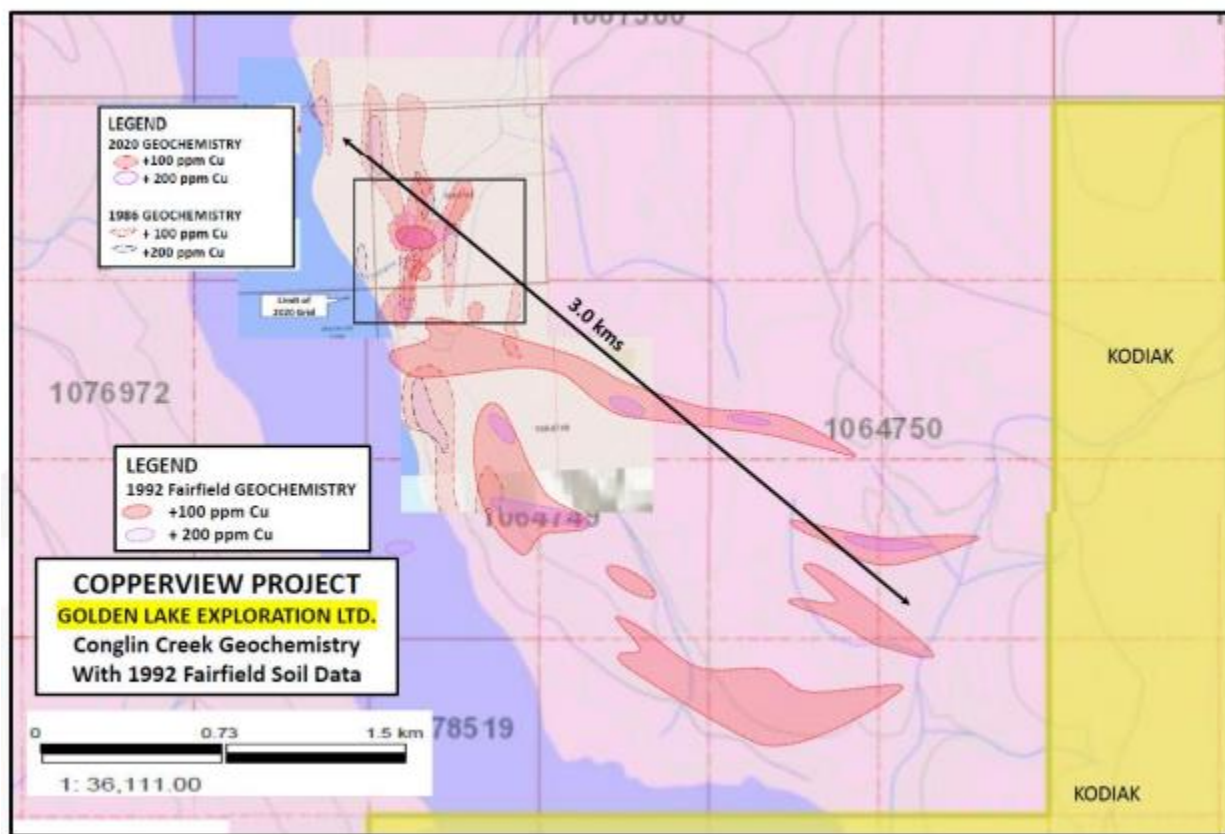 LEGEND
2020 GEOCHEMISTRY
+100 ppm Cu
+ 200 ppm Cu
1986 GEOCHEMISTRY
+ 100 ppm Cu
+200 ppm Cu
Limit of
2020 Grid
3.0 kms
KODIAK
1076972
1064750
LEGEND
1992 Fairfield GEOCHEMISTRY
+100 ppm Cu
+ 200 ppm Cu
1064749
COPPERVIEW PROJECT
GOLDEN LAKE EXPLORATION LTD.
Conglin Creek Geochemistry
With 1992 Fairfield Soil Data
0 0.73 1.5 km
78519
1: 36,111.00
KODIAK